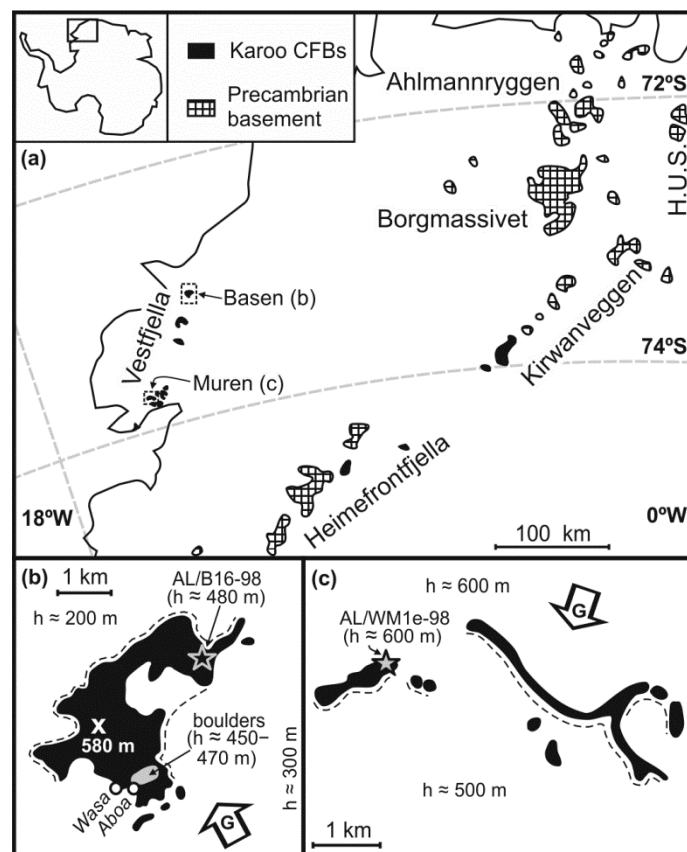 Karoo CFBs
Precambrian
basement
(a)
Ahlmannryggen
72ºS
H.U.S.
Borgmassivet
Vestfjella
Basen (b)
Kirwanveggen
74ºS
Muren (c)
Heimefrontfjella
18ºW
0ºW
100 km
(b)
1 km
h ≈ 200 m
AL/B16-98
(h ≈ 480 m)
X
580 m
boulders
(h ≈ 450–
470 m)
h ≈ 300 m
Wasa
Aboa
G
(c)
h ≈ 600 m
G
AL/WM1e-98
(h ≈ 600 m)
h ≈ 500 m
1 km